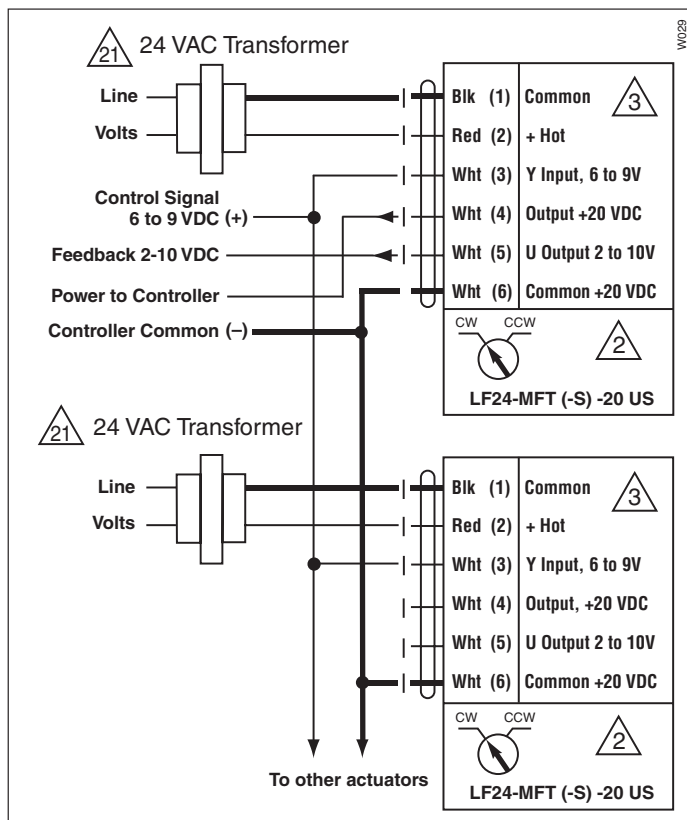 W029
21 24 VAC Transformer
Line
Volts
Control Signal
6 to 9 VDC (+)
Feedback 2-10 VDC
Power to Controller
Controller Common (–)
Blk (1) Common 3
Red (2) + Hot
Wht (3) Y Input, 6 to 9V
Wht (4) Output +20 VDC
Wht (5) U Output 2 to 10V
Wht (6) Common +20 VDC
CW CCW 2
LF24-MFT (-S) -20 US
21 24 VAC Transformer
Line
Volts
Blk (1) Common 3
Red (2) + Hot
Wht (3) Y Input, 6 to 9V
Wht (4) Output, +20 VDC
Wht (5) U Output 2 to 10V
Wht (6) Common +20 VDC
CW CCW 2
LF24-MFT (-S) -20 US
To other actuators